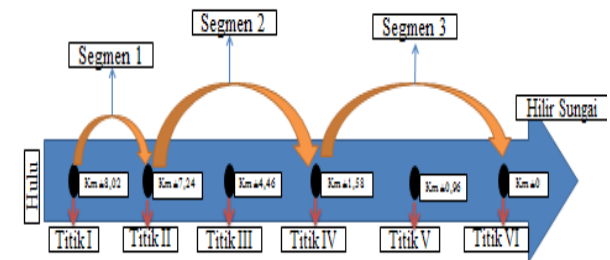 Segmen 1
Segmen 2
Segmen 3
Hilir Sungai
Hulu
Km±8,02
Km±7,24
Km±4,46
Km±1,58
Km±0,96
Km±0
Titik I
Titik II
Titik III
Titik IV
Titik V
Titik VI